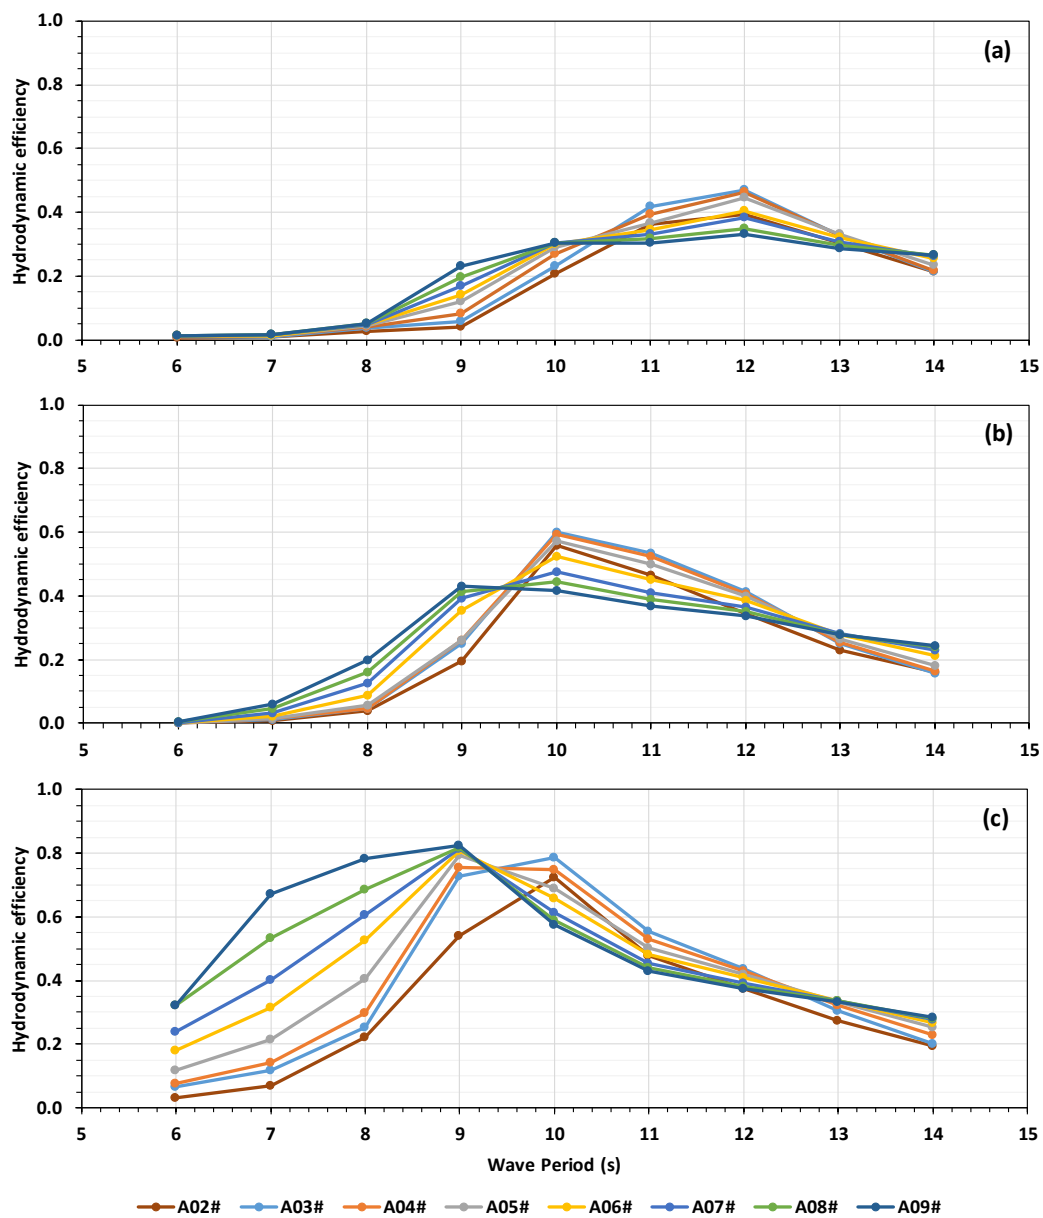 1.0
(a)
0.8
0.6
0.4
0.2
0.0
Hydrodynamic efficiency
5 6 7 8 9 10 11 12 13 14 15
1.0
(b)
0.8
0.6
0.4
0.2
0.0
Hydrodynamic efficiency
5 6 7 8 9 10 11 12 13 14 15
1.0
(c)
0.8
0.6
0.4
0.2
0.0
Hydrodynamic efficiency
5 6 7 8 9 10 11 12 13 14 15
Wave Period (s)
A02# A03# A04# A05# A06# A07# A08# A09#